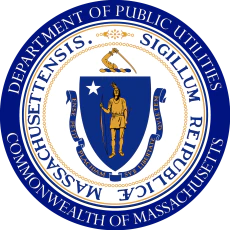 DEPARTMENT OF PUBLIC UTILITIES
COMMONWEALTH OF MASSACHUSETTS
SIGILLUM REIPUBLICÆ
MASSACHUSETTENSIS.